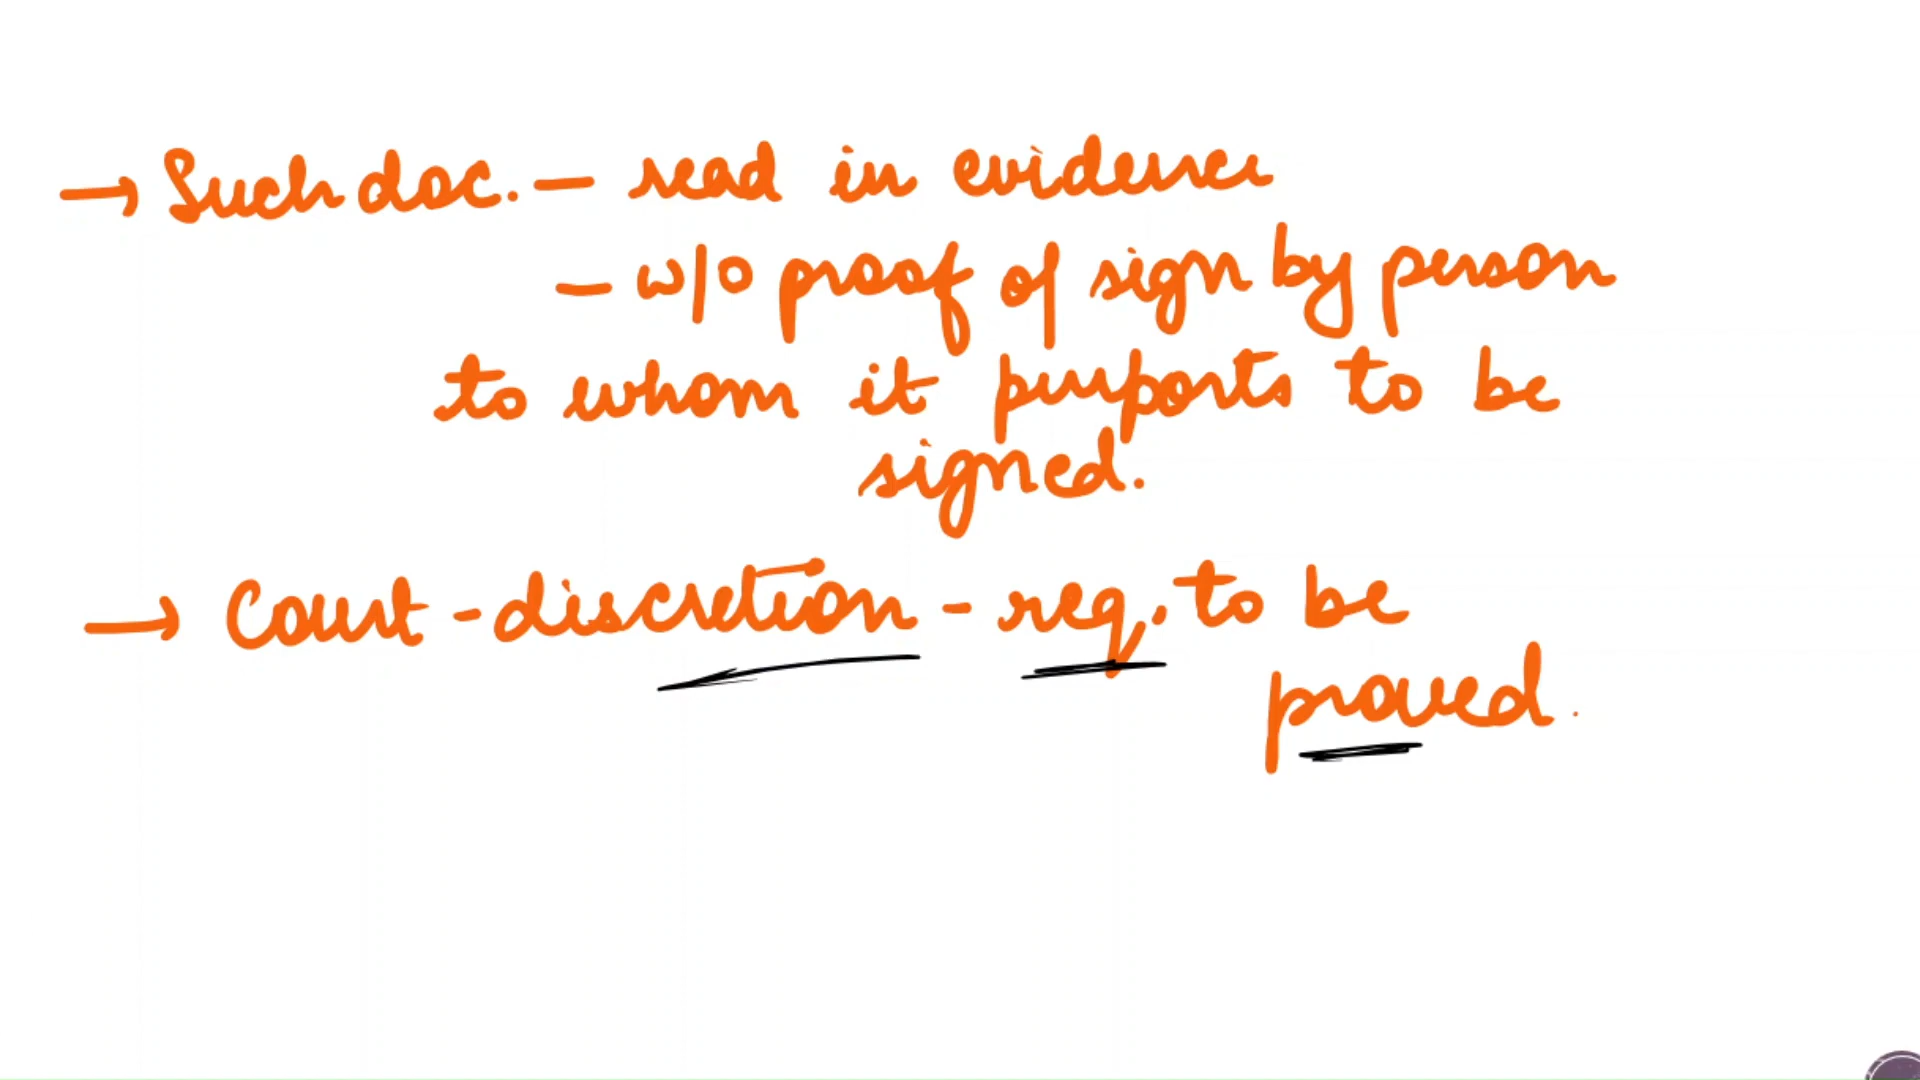 → Such doc. – read in evidence
– w/o proof of sign by person
to whom it purports to be
signed.
→ Court - discretion - req. to be
proved.